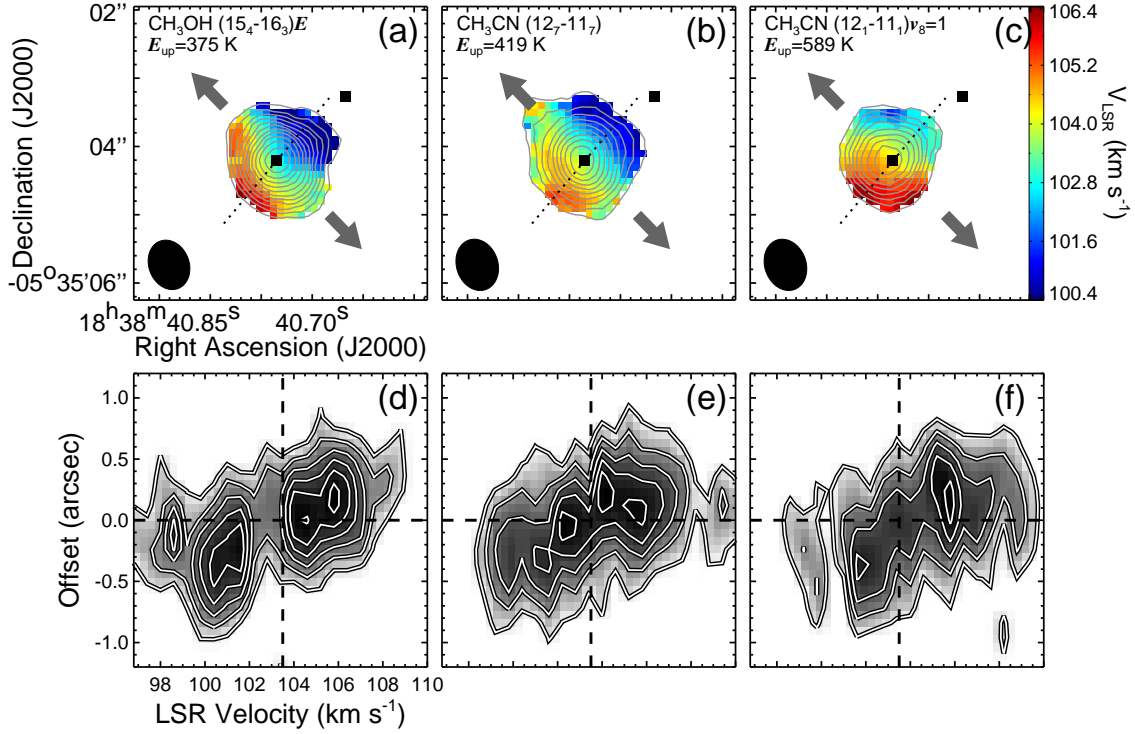 02’’
04’’
-05o35’06’’
Declination (J2000)
CH3OH (154-163)E
Eup=375 K
(a)
CH3CN (127-117)
Eup=419 K
(b)
CH3CN (121-111)v8=1
Eup=589 K
(c)
106.4
105.2
104.0
102.8
101.6
100.4
VLSR (km s-1)
18h38m40.85s
40.70s
Right Ascension (J2000)
(d)
(e)
(f)
1.0
0.5
0.0
-0.5
-1.0
Offset (arcsec)
98 100 102 104 106 108 110
LSR Velocity (km s-1)